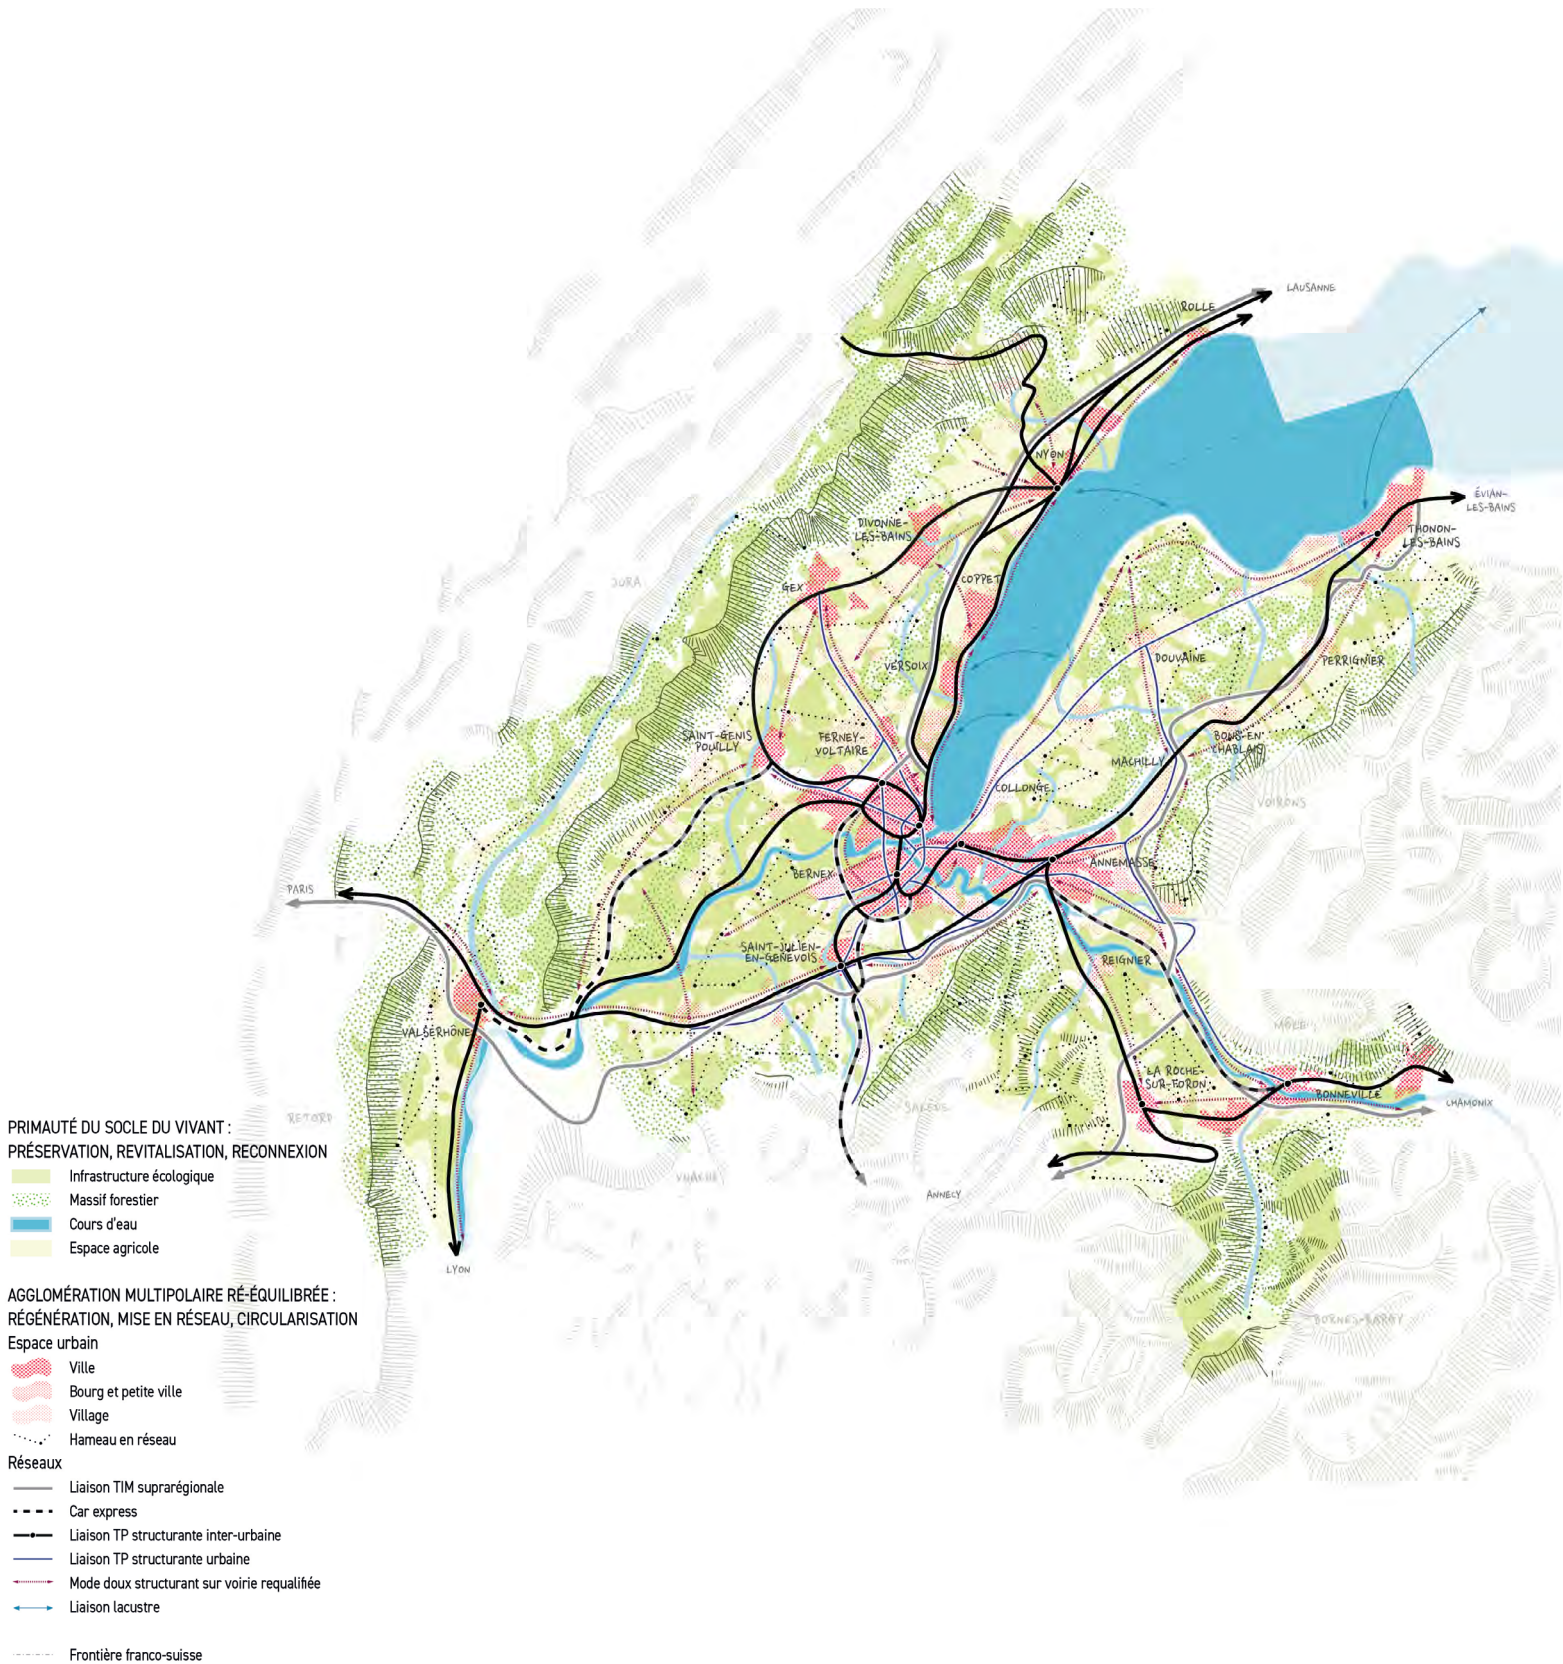 LAUSANNE
ROLLE
NYON
ÉVIAN-
LES-BAINS
THONON-
LES-BAINS
DIVONNE-
LES-BAINS
JURA
GEX
COPPET
VERSOIX
DOUVAINE
PERRIGNIER
SAINT-GENIS
POUILLY
FERNEY-
VOLTAIRE
BONS-EN-
CHABLAIS
MACHILLY
COLLONGE
VOIRONS
ANNEMASSE
BERNEX
PARIS
SAINT-JULIEN-
EN-GENEVOIS
REIGNIER
VALSERHÔNE
MÔLE
LA ROCHE-
SUR-FORON
BONNEVILLE
CHAMONIX
SALÈVE
RETORD
VUACHE
ANNECY
LYON
BORNES-BARGY
PRIMAUTÉ DU SOCLE DU VIVANT :
PRÉSERVATION, REVITALISATION, RECONNEXION
Infrastructure écologique
Massif forestier
Cours d'eau
Espace agricole
AGGLOMÉRATION MULTIPOLAIRE RÉ-ÉQUILIBRÉE :
RÉGÉNÉRATION, MISE EN RÉSEAU, CIRCULARISATION
Espace urbain
Ville
Bourg et petite ville
Village
Hameau en réseau
Réseaux
Liaison TIM suprarégionale
Car express
Liaison TP structurante inter-urbaine
Liaison TP structurante urbaine
Mode doux structurant sur voirie requalifiée
Liaison lacustre
Frontière franco-suisse